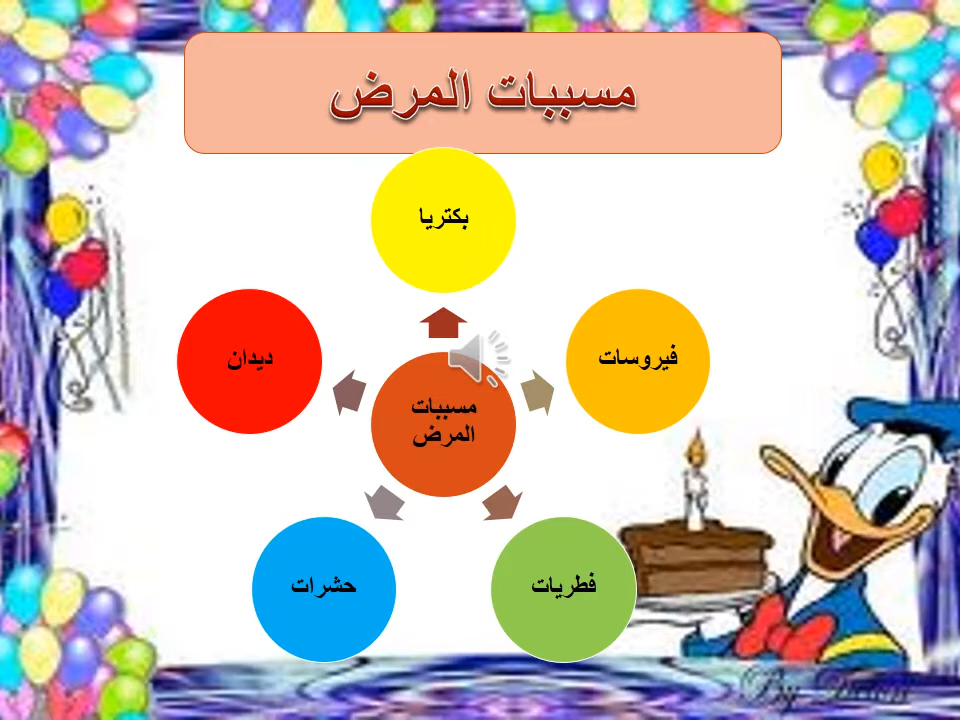 مسببات المرض
بكتريا
ديدان
فيروسات
مسببات
المرض
حشرات
فطريات